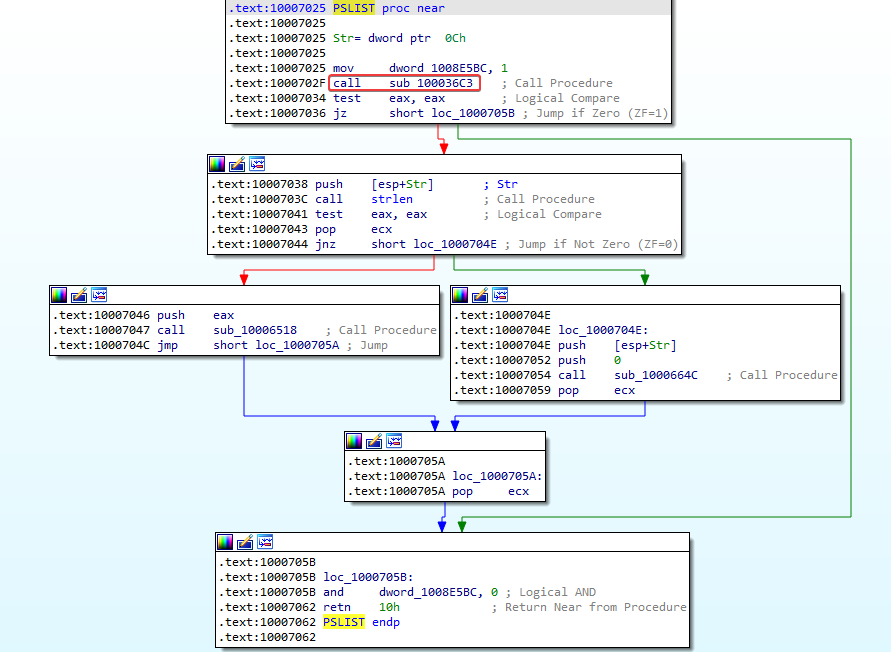 .text:10007025 PSLIST proc near
.text:10007025
.text:10007025 Str= dword ptr  0Ch
.text:10007025
.text:10007025 mov     dword_1008E5BC, 1
.text:1000702F call    sub_100036C3    ; Call Procedure
.text:10007034 test    eax, eax        ; Logical Compare
.text:10007036 jz      short loc_1000705B ; Jump if Zero (ZF=1)
.text:10007038 push    [esp+Str]       ; Str
.text:1000703C call    strlen          ; Call Procedure
.text:10007041 test    eax, eax        ; Logical Compare
.text:10007043 pop     ecx
.text:10007044 jnz     short loc_1000704E ; Jump if Not Zero (ZF=0)
.text:10007046 push    eax
.text:10007047 call    sub_10006518    ; Call Procedure
.text:1000704C jmp     short loc_1000705A ; Jump
.text:1000704E
.text:1000704E loc_1000704E:
.text:1000704E push    [esp+Str]
.text:10007052 push    0
.text:10007054 call    sub_1000664C    ; Call Procedure
.text:10007059 pop     ecx
.text:1000705A
.text:1000705A loc_1000705A:
.text:1000705A pop     ecx
.text:1000705B
.text:1000705B loc_1000705B:
.text:1000705B and     dword_1008E5BC, 0 ; Logical AND
.text:10007062 retn    10h             ; Return Near from Procedure
.text:10007062 PSLIST endp
.text:10007062